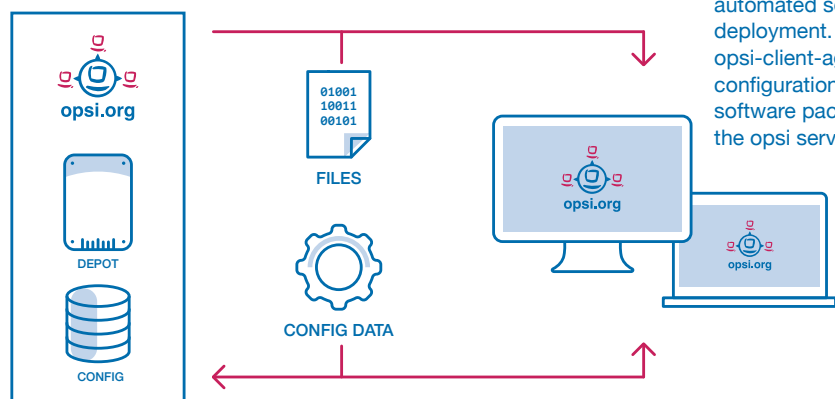 automated
deployment.
opsi-client-ag
configuration
software pac
the opsi serv
opsi.org
DEPOT
CONFIG
01001
10011
00101
FILES
CONFIG DATA
opsi.org
opsi.org